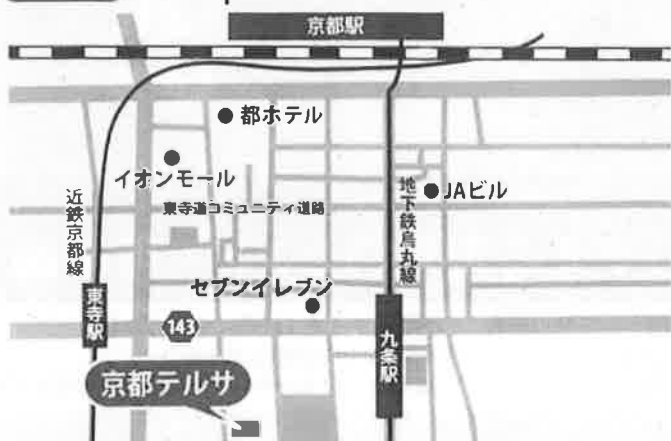 京都駅
都ホテル
イオンモール
JAビル
東寺道コミュニティ道路
近鉄京都線
地下鉄烏丸線
セブンイレブン
東寺駅
143
九条駅
京都テルサ